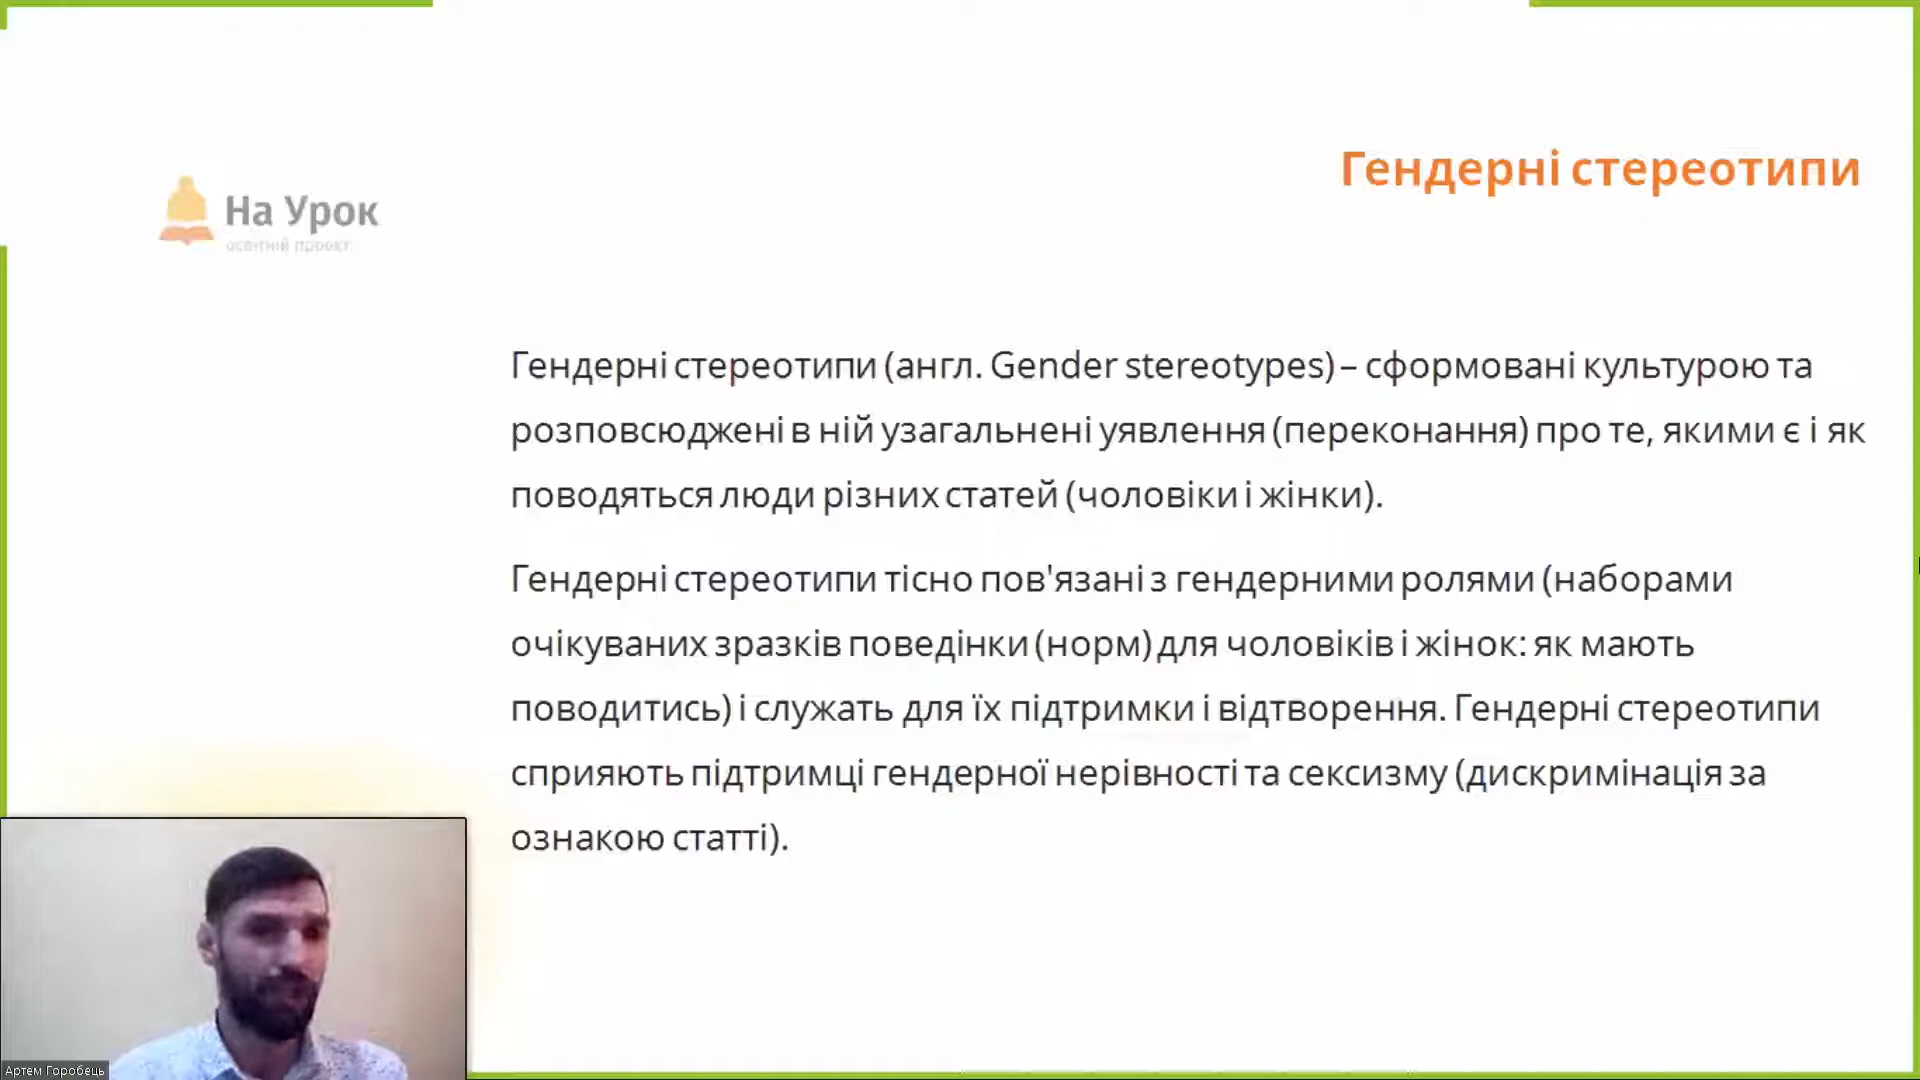 Гендерні стереотипи
На Урок
освітній проект
Гендерні стереотипи (англ. Gender stereotypes) – сформовані культурою та
розповсюджені в ній узагальнені уявлення (переконання) про те, якими є і як
поводяться люди різних статей (чоловіки і жінки).
Гендерні стереотипи тісно пов'язані з гендерними ролями (наборами
очікуваних зразків поведінки (норм) для чоловіків і жінок: як мають
поводитись) і служать для їх підтримки і відтворення. Гендерні стереотипи
сприяють підтримці гендерної нерівності та сексизму (дискримінація за
ознакою статті).
Артем Горобець